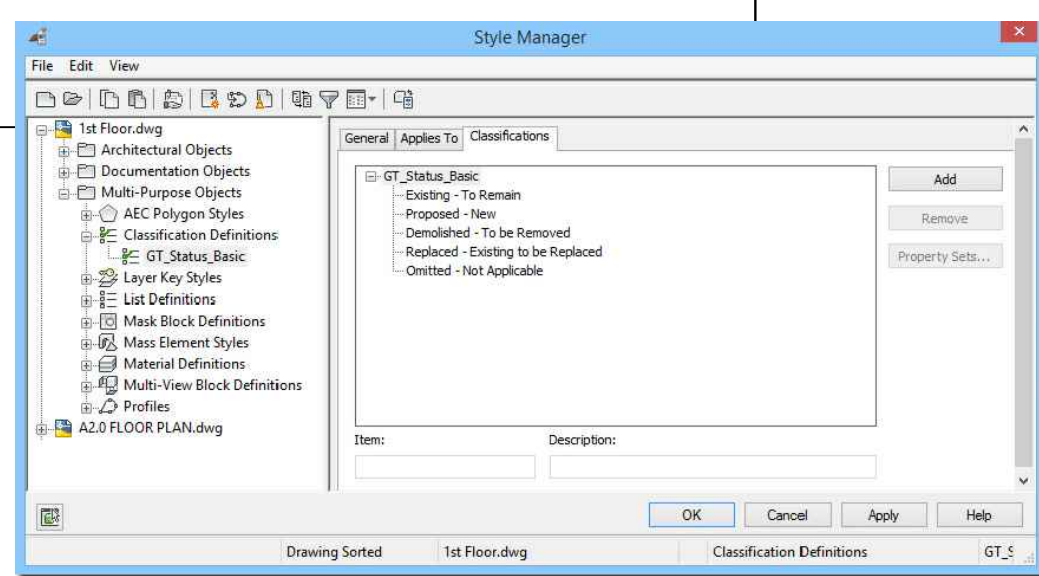 Style Manager
File Edit View
1st Floor.dwg
Architectural Objects
Documentation Objects
Multi-Purpose Objects
AEC Polygon Styles
Classification Definitions
GT_Status_Basic
Layer Key Styles
List Definitions
Mask Block Definitions
Mass Element Styles
Material Definitions
Multi-View Block Definitions
Profiles
A2.0 FLOOR PLAN.dwg
General Applies To Classifications
GT_Status_Basic
Existing - To Remain
Proposed - New
Demolished - To be Removed
Replaced - Existing to be Replaced
Omitted - Not Applicable
Add
Remove
Property Sets...
Item: Description:
OK Cancel Apply Help
Drawing Sorted 1st Floor.dwg Classification Definitions GT_S